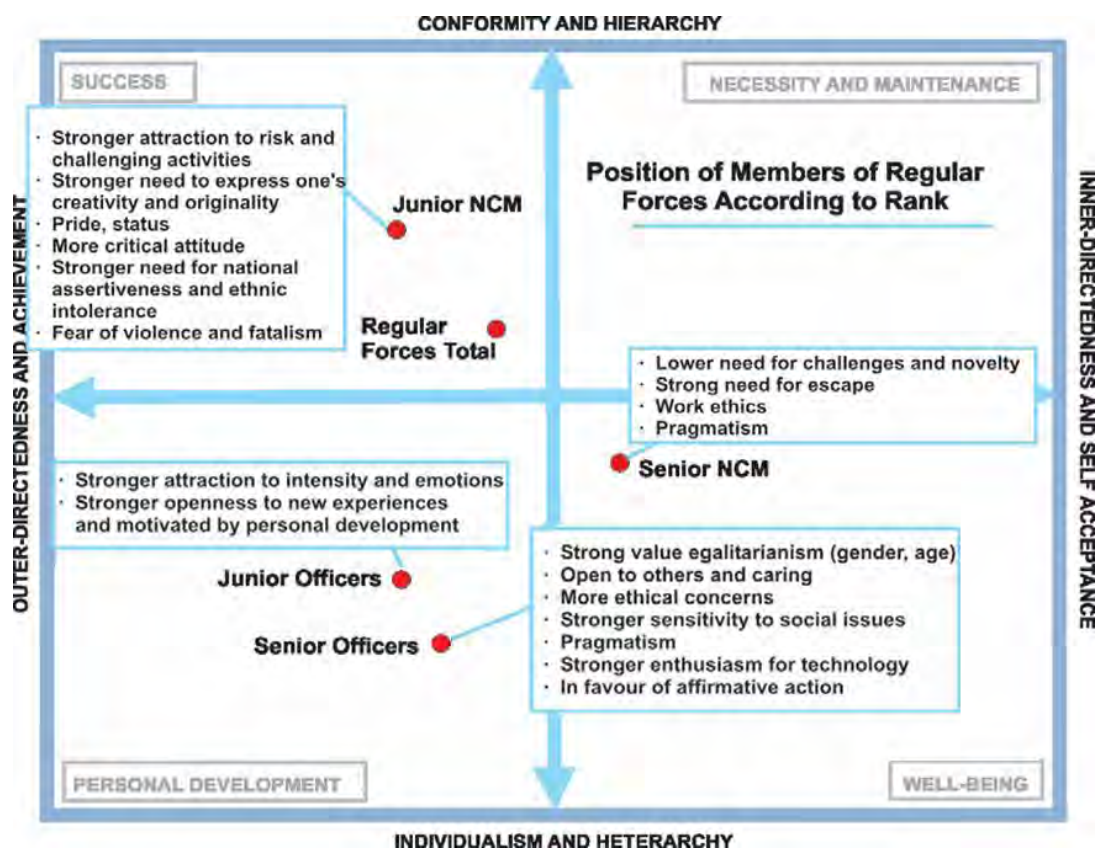 CONFORMITY AND HIERARCHY
SUCCESS
NECESSITY AND MAINTENANCE
· Stronger attraction to risk and
challenging activities
· Stronger need to express one's
creativity and originality
· Pride, status
· More critical attitude
· Stronger need for national
assertiveness and ethnic
intolerance
· Fear of violence and fatalism
Junior NCM
Position of Members of Regular
Forces According to Rank
Regular
Forces Total
OUTER-DIRECTEDNESS AND ACHIEVEMENT
INNER-DIRECTEDNESS AND SELF ACCEPTANCE
· Lower need for challenges and novelty
· Strong need for escape
· Work ethics
· Pragmatism
Senior NCM
· Stronger attraction to intensity and emotions
· Stronger openness to new experiences
and motivated by personal development
Junior Officers
Senior Officers
· Strong value egalitarianism (gender, age)
· Open to others and caring
· More ethical concerns
· Stronger sensitivity to social issues
· Pragmatism
· Stronger enthusiasm for technology
· In favour of affirmative action
PERSONAL DEVELOPMENT
WELL-BEING
INDIVIDUALISM AND HETERARCHY